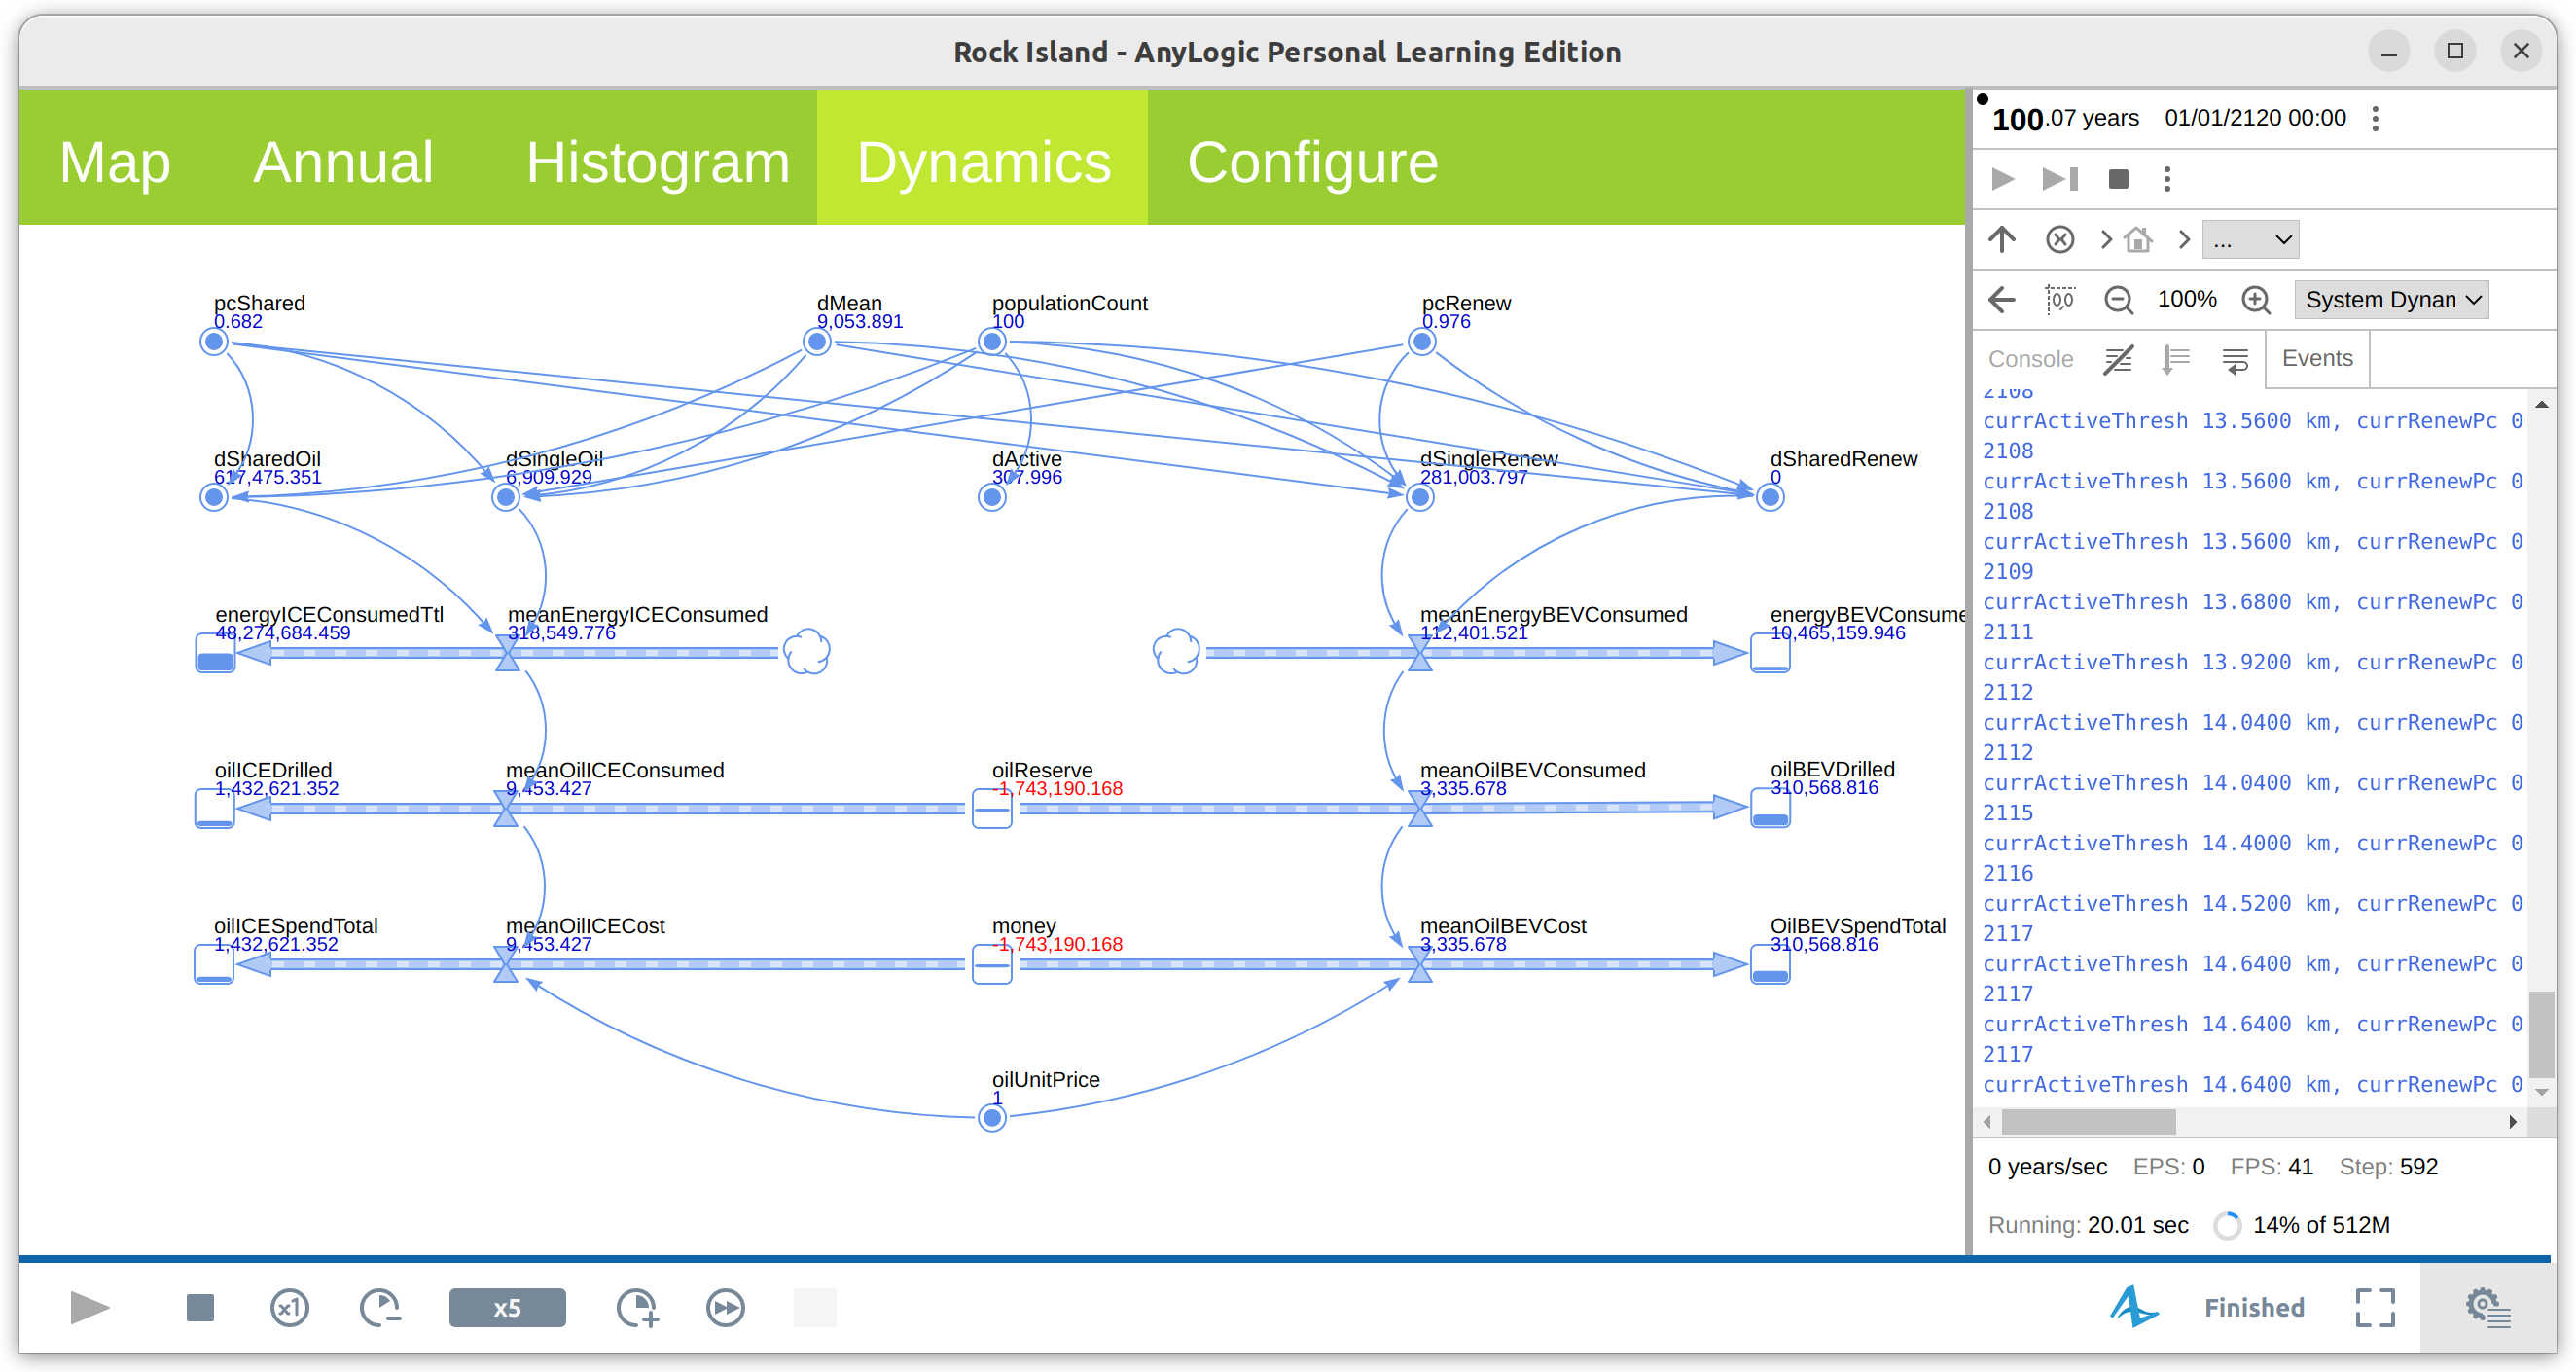 Rock Island - AnyLogic Personal Learning Edition
Map Annual Histogram Dynamics Configure
100.07 years 01/01/2120 00:00
...
100% System Dynan
Console Events
pcShared
0.682
dMean
9,053.891
populationCount
100
pcRenew
0.976
dSharedOil
617,475.351
dSingleOil
6,909.929
dActive
307.996
dSingleRenew
281,003.797
dSharedRenew
0
energyICEConsumedTtl
48,274,684.459
meanEnergyICEConsumed
318,549.776
meanEnergyBEVConsumed
112,401.521
energyBEVConsume
10,465,159.946
oilICEDrilled
1,432,621.352
meanOilICEConsumed
9,453.427
oilReserve
-1,743,190.168
meanOilBEVConsumed
3,335.678
oilBEVDrilled
310,568.816
oilICESpendTotal
1,432,621.352
meanOilICECost
9,453.427
money
-1,743,190.168
meanOilBEVCost
3,335.678
OilBEVSpendTotal
310,568.816
oilUnitPrice
1
2108
currActiveThresh 13.5600 km, currRenewPc 0
2108
currActiveThresh 13.5600 km, currRenewPc 0
2108
currActiveThresh 13.5600 km, currRenewPc 0
2109
currActiveThresh 13.6800 km, currRenewPc 0
2111
currActiveThresh 13.9200 km, currRenewPc 0
2112
currActiveThresh 14.0400 km, currRenewPc 0
2112
currActiveThresh 14.0400 km, currRenewPc 0
2115
currActiveThresh 14.4000 km, currRenewPc 0
2116
currActiveThresh 14.5200 km, currRenewPc 0
2117
currActiveThresh 14.6400 km, currRenewPc 0
2117
currActiveThresh 14.6400 km, currRenewPc 0
2117
currActiveThresh 14.6400 km, currRenewPc 0
0 years/sec EPS: 0 FPS: 41 Step: 592
Running: 20.01 sec 14% of 512M
x1 x5 Finished